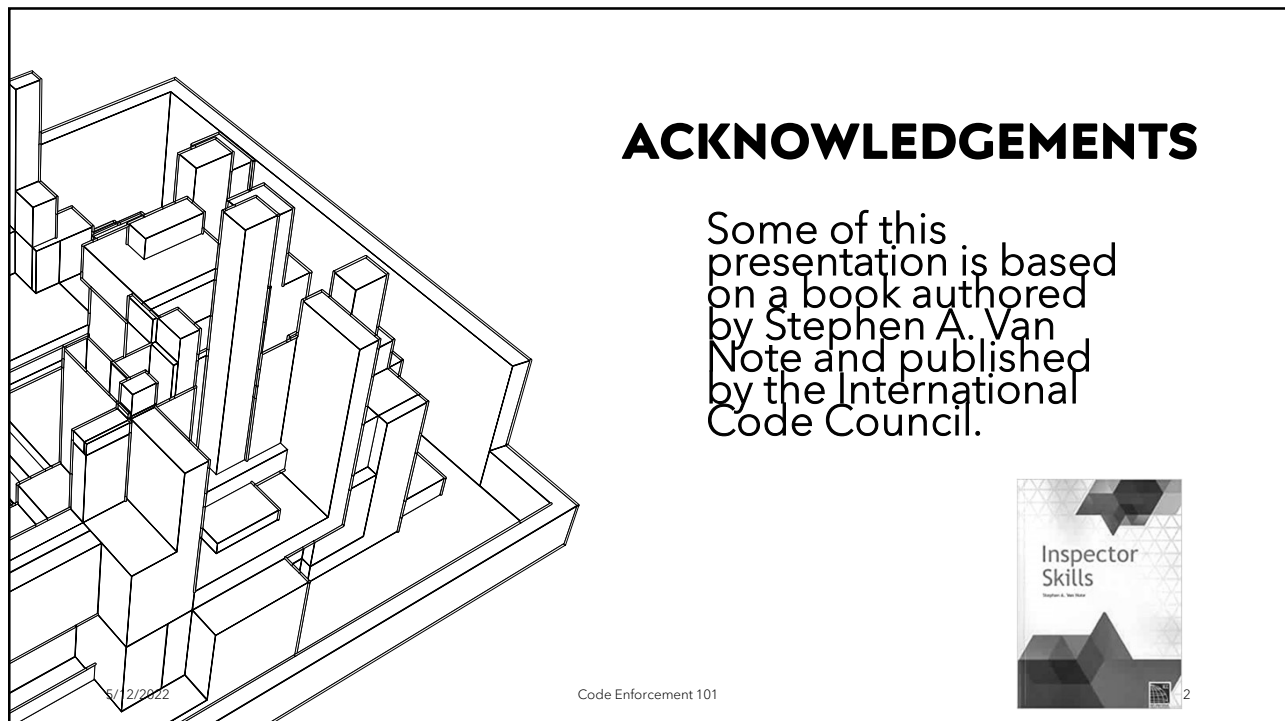 ACKNOWLEDGEMENTS
Some of this
presentation is based
on a book authored
by Stephen A. Van
Note and published
by the International
Code Council.
Inspector
Skills
Stephen A. Van Note
5/12/2022
Code Enforcement 101
2